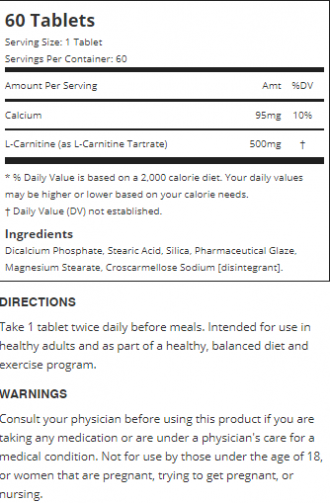 60 Tablets
Serving Size: 1 Tablet
Servings Per Container: 60
Amount Per Serving Amt %DV
Calcium 95mg 10%
L-Carnitine (as L-Carnitine Tartrate) 500mg †
* % Daily Value is based on a 2,000 calorie diet. Your daily values
may be higher or lower based on your calorie needs.
† Daily Value (DV) not established.
Ingredients
Dicalcium Phosphate, Stearic Acid, Silica, Pharmaceutical Glaze,
Magnesium Stearate, Croscarmellose Sodium [disintegrant].
DIRECTIONS
Take 1 tablet twice daily before meals. Intended for use in
healthy adults and as part of a healthy, balanced diet and
exercise program.
WARNINGS
Consult your physician before using this product if you are
taking any medication or are under a physician's care for a
medical condition. Not for use by those under the age of 18,
or women that are pregnant, trying to get pregnant, or
nursing.